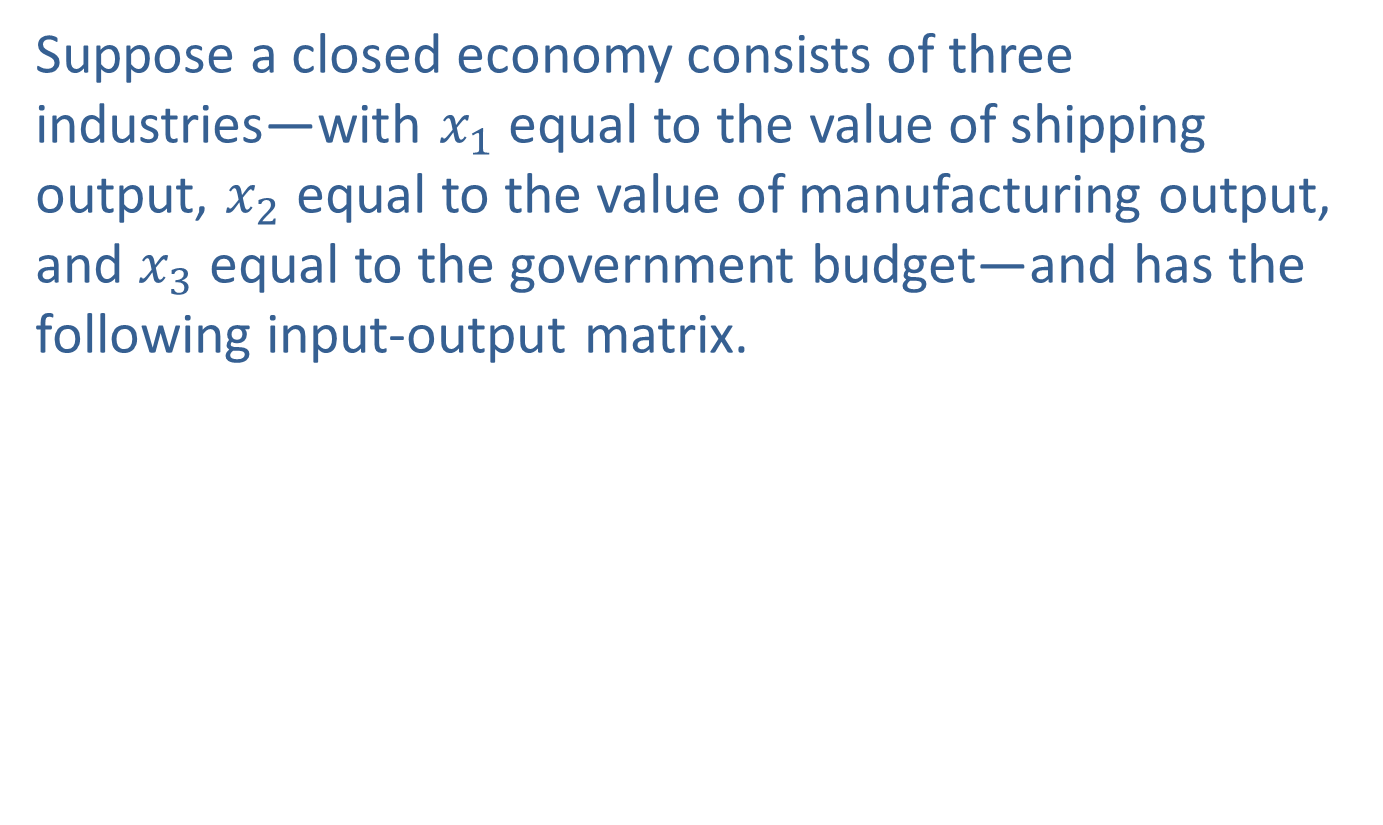 Suppose a closed economy consists of three
industries—with x₁ equal to the value of shipping
output, x₂ equal to the value of manufacturing output,
and x₃ equal to the government budget—and has the
following input-output matrix.